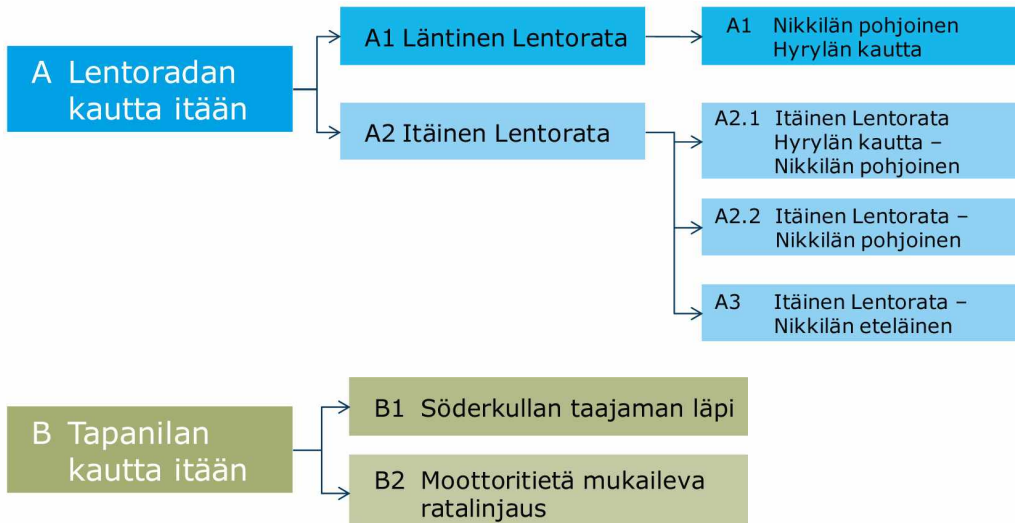 A Lentoradan
kautta itään
A1 Läntinen Lentorata
A1 Nikkilän pohjoinen
Hyrylän kautta
A2 Itäinen Lentorata
A2.1 Itäinen Lentorata
Hyrylän kautta –
Nikkilän pohjoinen
A2.2 Itäinen Lentorata –
Nikkilän pohjoinen
A3 Itäinen Lentorata –
Nikkilän eteläinen
B Tapanilan
kautta itään
B1 Söderkullan taajaman läpi
B2 Moottoritietä mukaileva
ratalinjaus